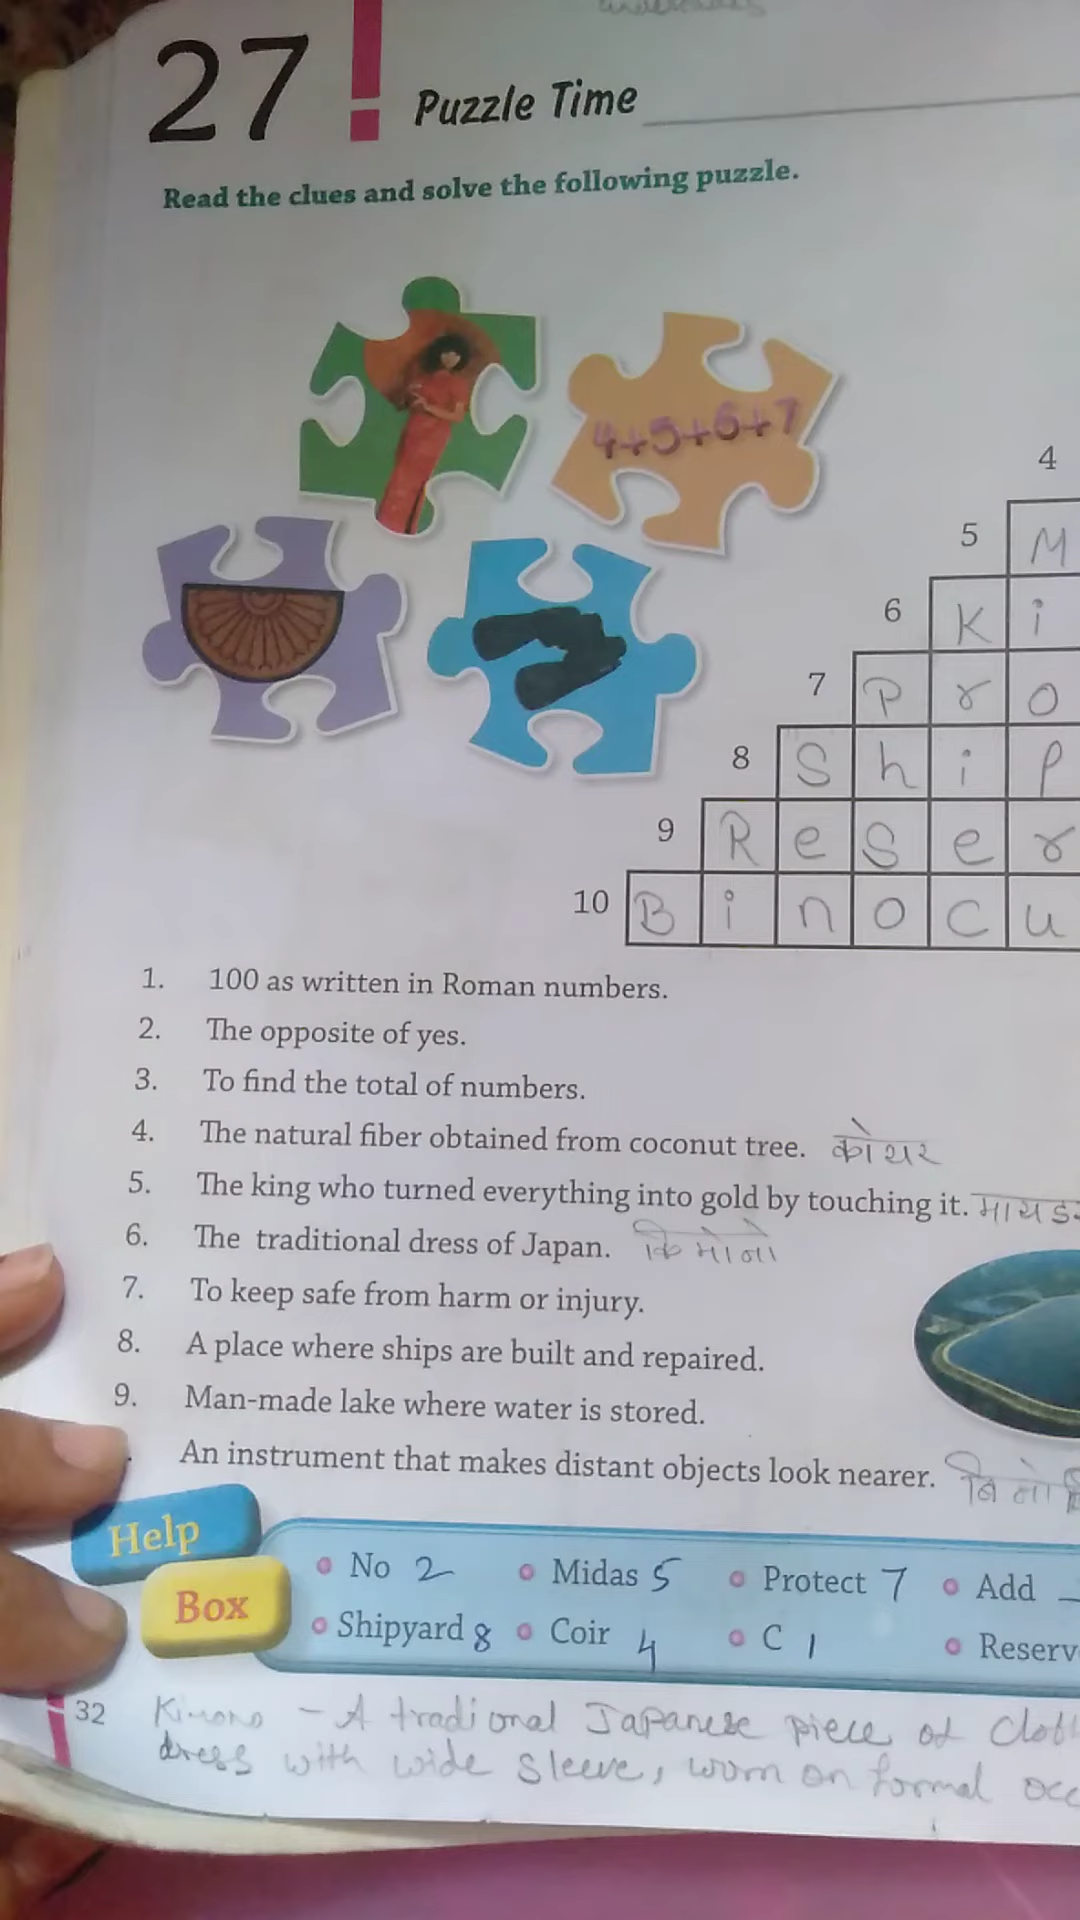 27 !
Puzzle Time
Read the clues and solve the following puzzle.
4+5+6+7
4
5 M
6 K i
7 P r o
8 S h i p
9 R e s e r
10 B i n o c u
1. 100 as written in Roman numbers.
2. The opposite of yes.
3. To find the total of numbers.
4. The natural fiber obtained from coconut tree. कोयर
5. The king who turned everything into gold by touching it. मायड
6. The traditional dress of Japan. किमोनो
7. To keep safe from harm or injury.
8. A place where ships are built and repaired.
9. Man-made lake where water is stored.
An instrument that makes distant objects look nearer. बिनो
Help
Box
No 2 Midas 5 Protect 7 Add
Shipyard 8 Coir 4 C 1 Reserv
32 Kimono - A tradional Japanese piece of Cloth
dress with wide sleeve, worn on formal occ